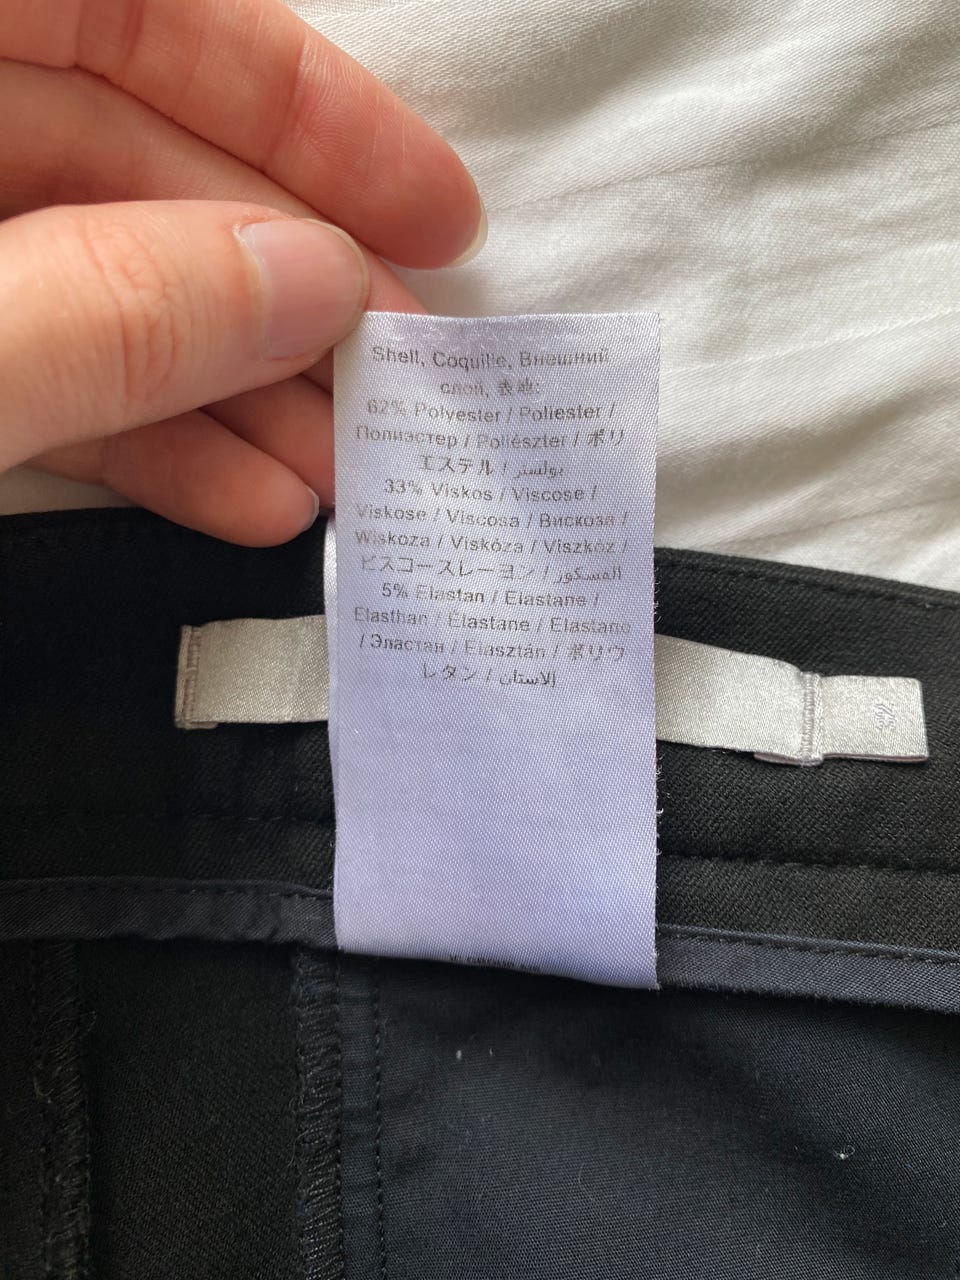 Shell, Coquille, Внешний
слой, 表地:
62% Polyester / Poliester /
Полиэстер / Poliészter / ポリ
エステル / بوليستر
33% Viskos / Viscose /
Viskose / Viscosa / Вискоза /
Wiskoza / Viskóza / Viszkóz /
ビスコースレーヨン / الفسكوز
5% Elastan / Elastane /
Elasthan / Élastane / Elastano
/ Эластан / Elasztán / ポリウ
レタン / الاستان